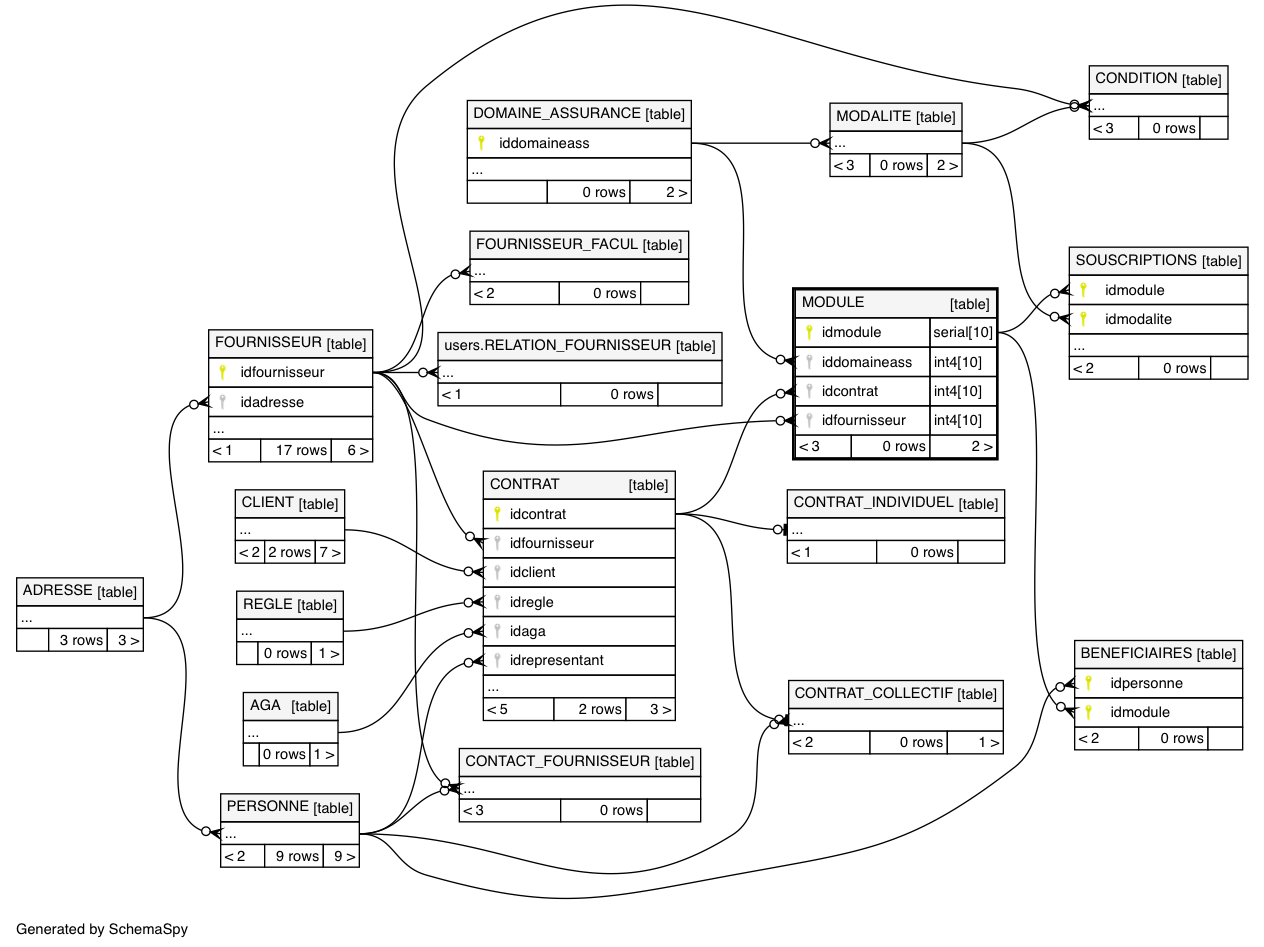 CONDITION [table]
...
< 3 0 rows
DOMAINE_ASSURANCE [table]
iddomaineass
...
0 rows 2 >
MODALITE [table]
...
< 3 0 rows 2 >
FOURNISSEUR_FACUL [table]
...
< 2 0 rows
SOUSCRIPTIONS [table]
idmodule
idmodalite
...
< 2 0 rows
MODULE [table]
idmodule serial[10]
iddomaineass int4[10]
idcontrat int4[10]
idfournisseur int4[10]
< 3 0 rows 2 >
FOURNISSEUR [table]
idfournisseur
idadresse
...
< 1 17 rows 6 >
users.RELATION_FOURNISSEUR [table]
...
< 1 0 rows
CLIENT [table]
...
< 2 2 rows 7 >
CONTRAT [table]
idcontrat
idfournisseur
idclient
idregle
idaga
idrepresentant
...
< 5 2 rows 3 >
CONTRAT_INDIVIDUEL [table]
...
< 1 0 rows
ADRESSE [table]
...
3 rows 3 >
REGLE [table]
...
0 rows 1 >
AGA [table]
...
0 rows 1 >
CONTRAT_COLLECTIF [table]
...
< 2 0 rows 1 >
BENEFICIAIRES [table]
idpersonne
idmodule
< 2 0 rows
CONTACT_FOURNISSEUR [table]
...
< 3 0 rows
PERSONNE [table]
...
< 2 9 rows 9 >
Generated by SchemaSpy